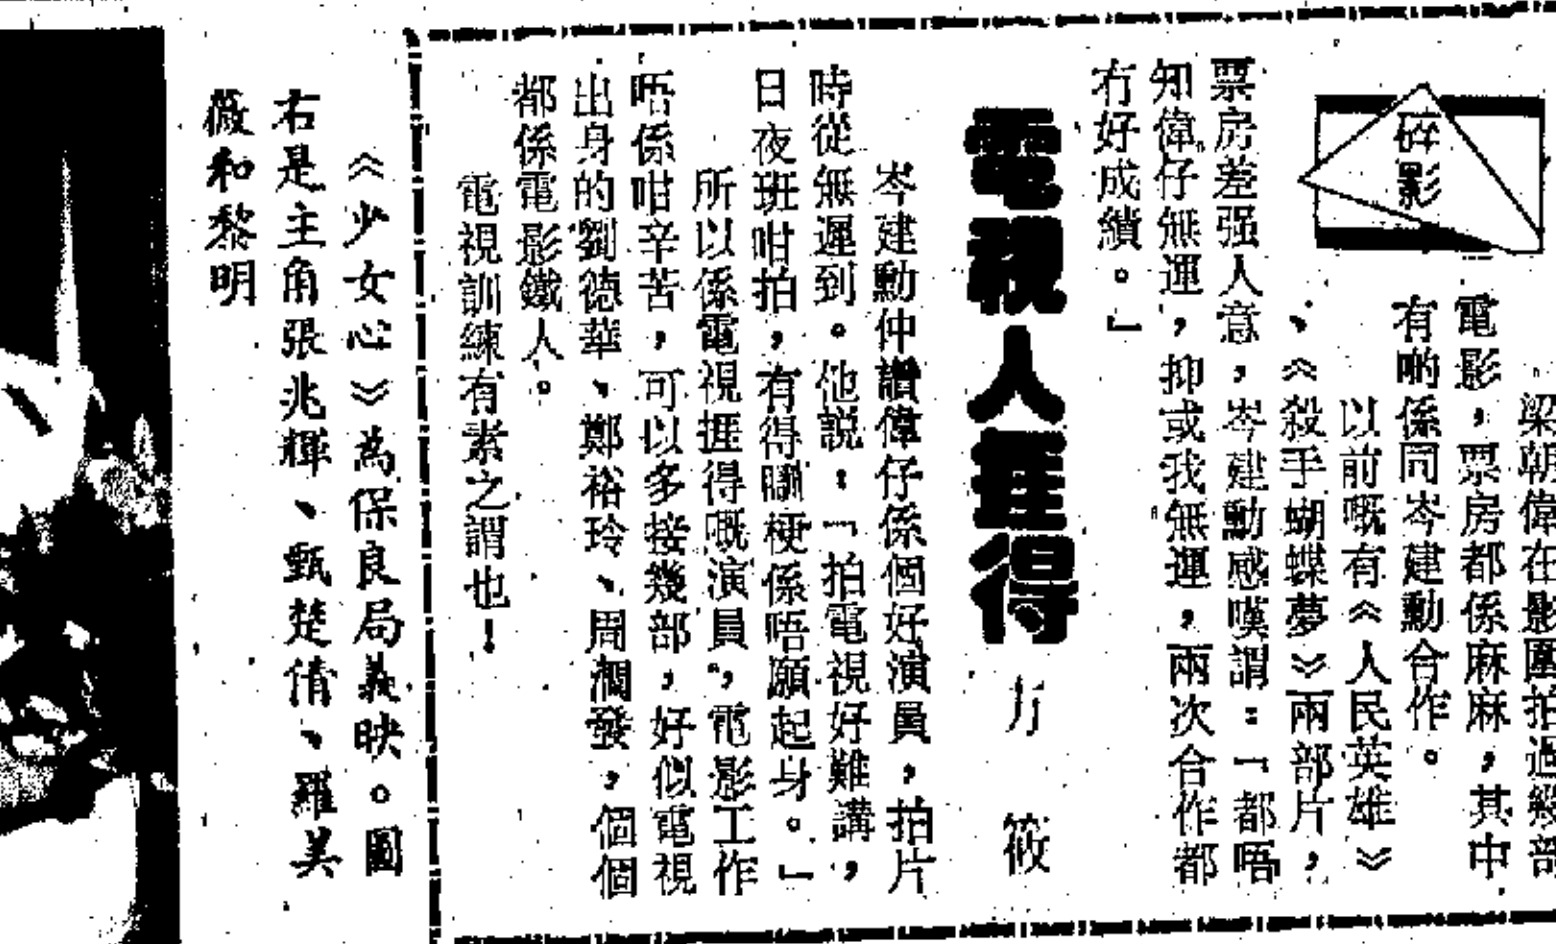 碎影
梁朝偉在影圈拍過幾部
電影，票房都係麻麻，其中
有啲係同岑建勳合作。
以前嘅有《人民英雄》
、《殺手蝴蝶夢》兩部片，
票房差强人意，岑建勳感嘆謂：「都唔
知偉仔無運，抑或我無運，兩次合作都
冇好成績。」
電視人捱得
方筱
岑建勳仲讚偉仔係個好演員，拍片
時從無遲到。他説：「拍電視好難講，
日夜班咁拍，有得瞓梗係唔願起身。」
所以係電視捱得嘅演員，電影工作
唔係咁辛苦，可以多接幾部，好似電視
出身的劉德華、鄭裕玲、周潤發，個個
都係電影鐵人。
電視訓練有素之謂也！
《少女心》為保良局義映。圖
右是主角張兆輝、甄楚倩、羅美
薇和黎明